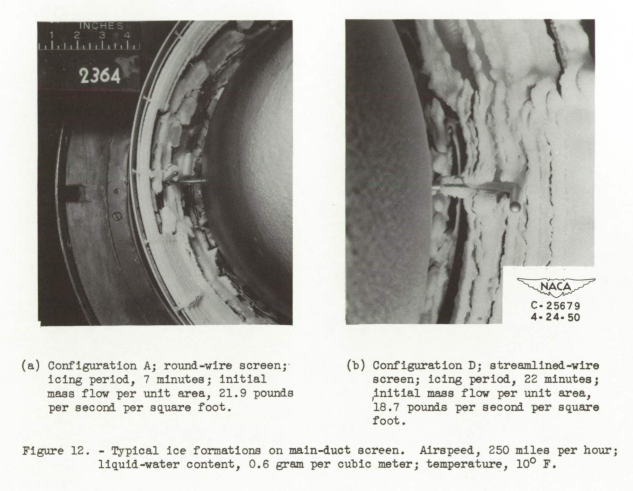 INCHES
1 2 3 4
2364
NACA
C-25679
4-24-50
(a) Configuration A; round-wire screen;
icing period, 7 minutes; initial
mass flow per unit area, 21.9 pounds
per second per square foot.
(b) Configuration D; streamlined-wire
screen; icing period, 22 minutes;
initial mass flow per unit area,
18.7 pounds per second per square
foot.
Figure 12. - Typical ice formations on main-duct screen. Airspeed, 250 miles per hour;
liquid-water content, 0.6 gram per cubic meter; temperature, 10° F.